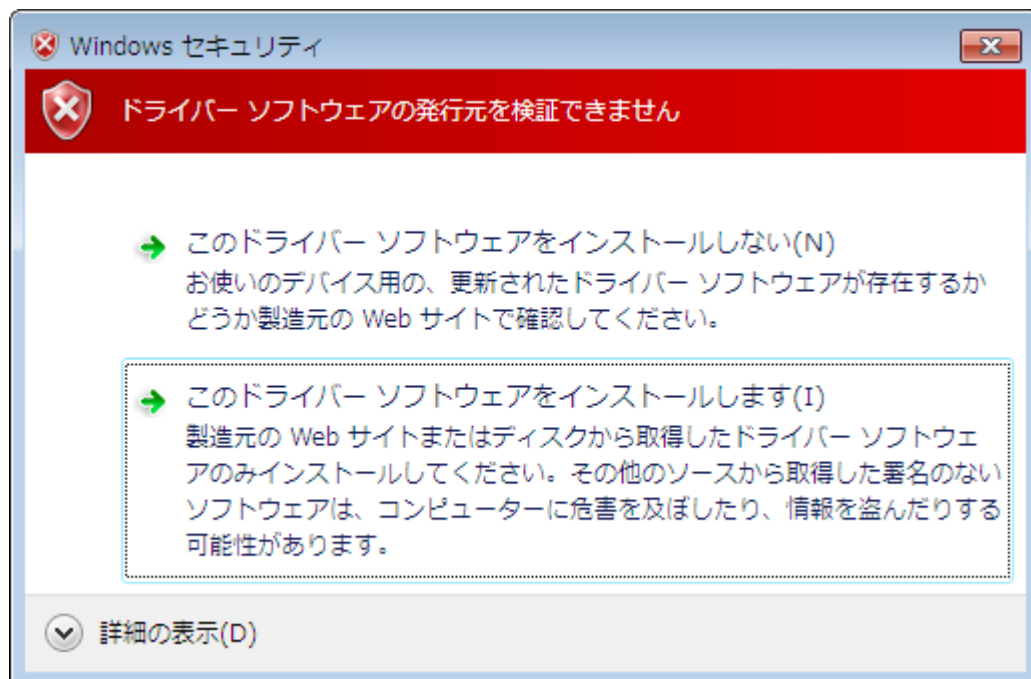 Windows セキュリティ
ドライバー ソフトウェアの発行元を検証できません
このドライバー ソフトウェアをインストールしない(N)
お使いのデバイス用の、更新されたドライバー ソフトウェアが存在するか
どうか製造元の Web サイトで確認してください。
このドライバー ソフトウェアをインストールします(I)
製造元の Web サイトまたはディスクから取得したドライバー ソフトウェ
アのみインストールしてください。その他のソースから取得した署名のない
ソフトウェアは、コンピューターに危害を及ぼしたり、情報を盗んだりする
可能性があります。
詳細の表示(D)